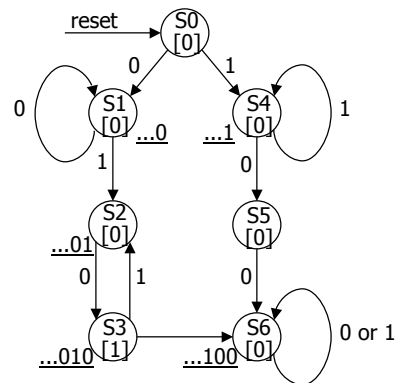 reset
S0
[0]
0
1
0
S1
[0]
...0
...1
S4
[0]
1
1
0
S2
[0]
...01
S5
[0]
0
1
0
S3
[1]
...010
...100
S6
[0]
0 or 1